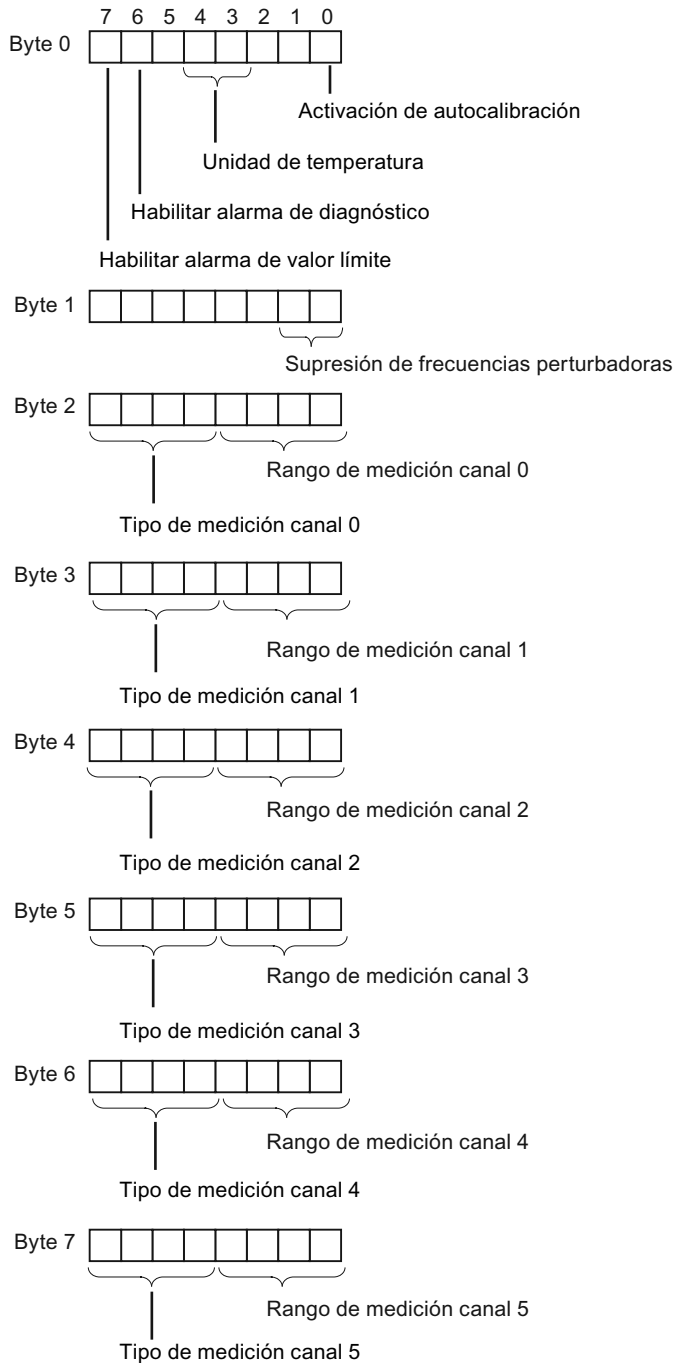 7 6 5 4 3 2 1 0
Byte 0
Activación de autocalibración
Unidad de temperatura
Habilitar alarma de diagnóstico
Habilitar alarma de valor límite
Byte 1
Supresión de frecuencias perturbadoras
Byte 2
Rango de medición canal 0
Tipo de medición canal 0
Byte 3
Rango de medición canal 1
Tipo de medición canal 1
Byte 4
Rango de medición canal 2
Tipo de medición canal 2
Byte 5
Rango de medición canal 3
Tipo de medición canal 3
Byte 6
Rango de medición canal 4
Tipo de medición canal 4
Byte 7
Rango de medición canal 5
Tipo de medición canal 5